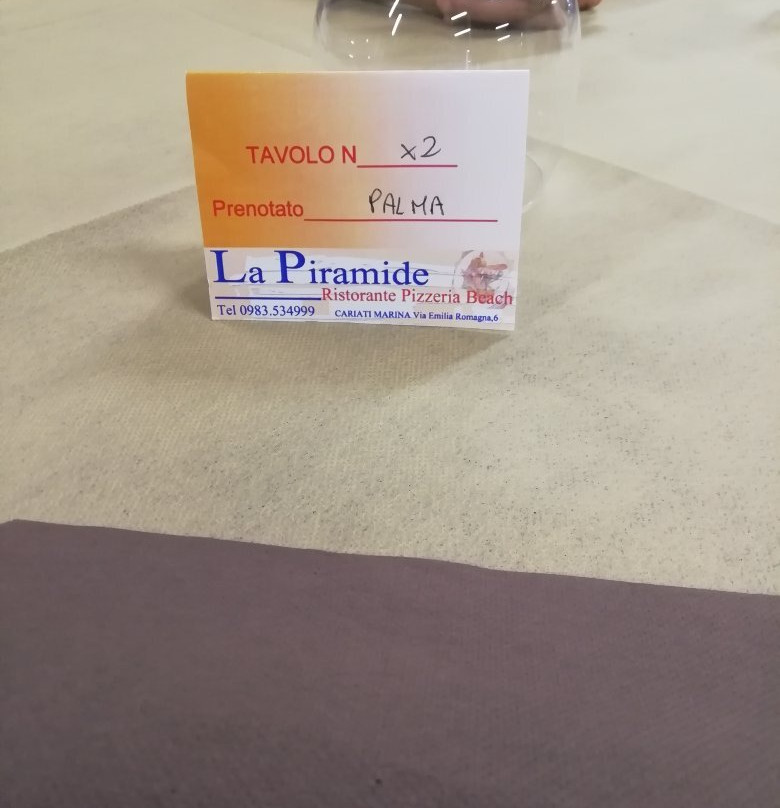 TAVOLO N x2
Prenotato PALMA
La Piramide
Ristorante Pizzeria Beach
Tel 0983.534999 CARIATI MARINA Via Emilia Romagna,6